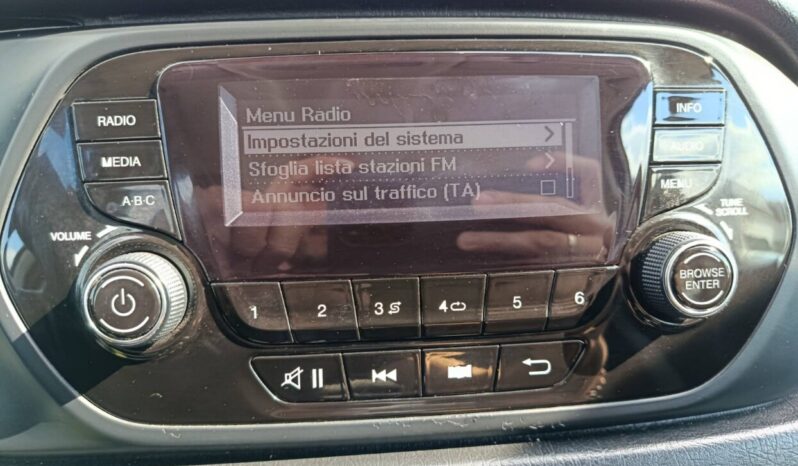 RADIO
MEDIA
A·B·C
VOLUME
Menu Radio
Impostazioni del sistema
Sfoglia lista stazioni FM
Annuncio sul traffico (TA)
INFO
AUDIO
MENU
TUNE
SCROLL
BROWSE
ENTER
1
2
3
4
5
6